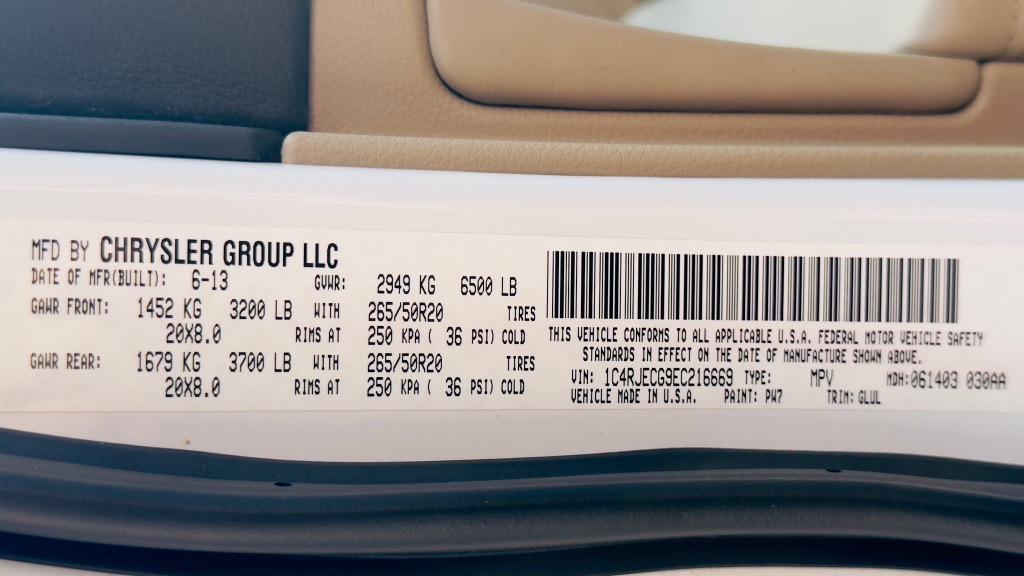 MFD BY CHRYSLER GROUP LLC
DATE OF MFR(BUILT): 6-13 GVWR: 2949 KG 6500 LB
GAWR FRONT: 1452 KG 3200 LB WITH 265/50R20 TIRES
20X8.0 RIMS AT 250 KPA ( 36 PSI) COLD
GAWR REAR: 1679 KG 3700 LB WITH 265/50R20 TIRES
20X8.0 RIMS AT 250 KPA ( 36 PSI) COLD
THIS VEHICLE CONFORMS TO ALL APPLICABLE U.S.A. FEDERAL MOTOR VEHICLE SAFETY
STANDARDS IN EFFECT ON THE DATE OF MANUFACTURE SHOWN ABOVE.
VIN: 1C4RJECG9EC216669 TYPE: MPV MDH:061403 030AA
VEHICLE MADE IN U.S.A. PAINT: PW7 TRIM: GLUL